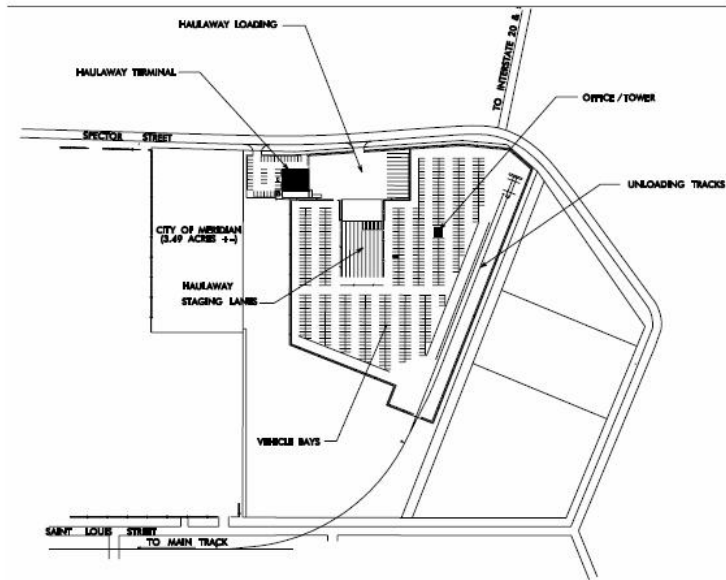 HAULAWAY LOADING
HAULAWAY TERMINAL
TO INTERSTATE 20 &
OFFICE/TOWER
SPECTOR STREET
UNLOADING TRACKS
CITY OF MERIDIAN
(3.49 ACRES +-)
HAULAWAY
STAGING LANES
VEHICLE BAYS
SAINT LOUIS STREET
TO MAIN TRACK